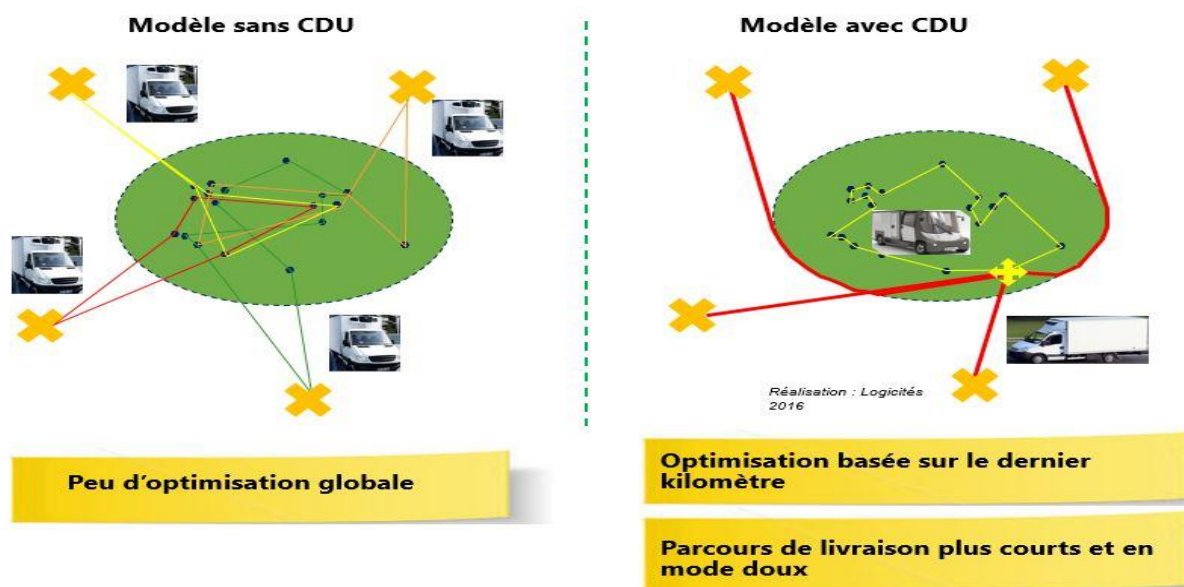 Modèle sans CDU
Modèle avec CDU
Réalisation : Logicités
2016
Peu d'optimisation globale
Optimisation basée sur le dernier
kilomètre
Parcours de livraison plus courts et en
mode doux